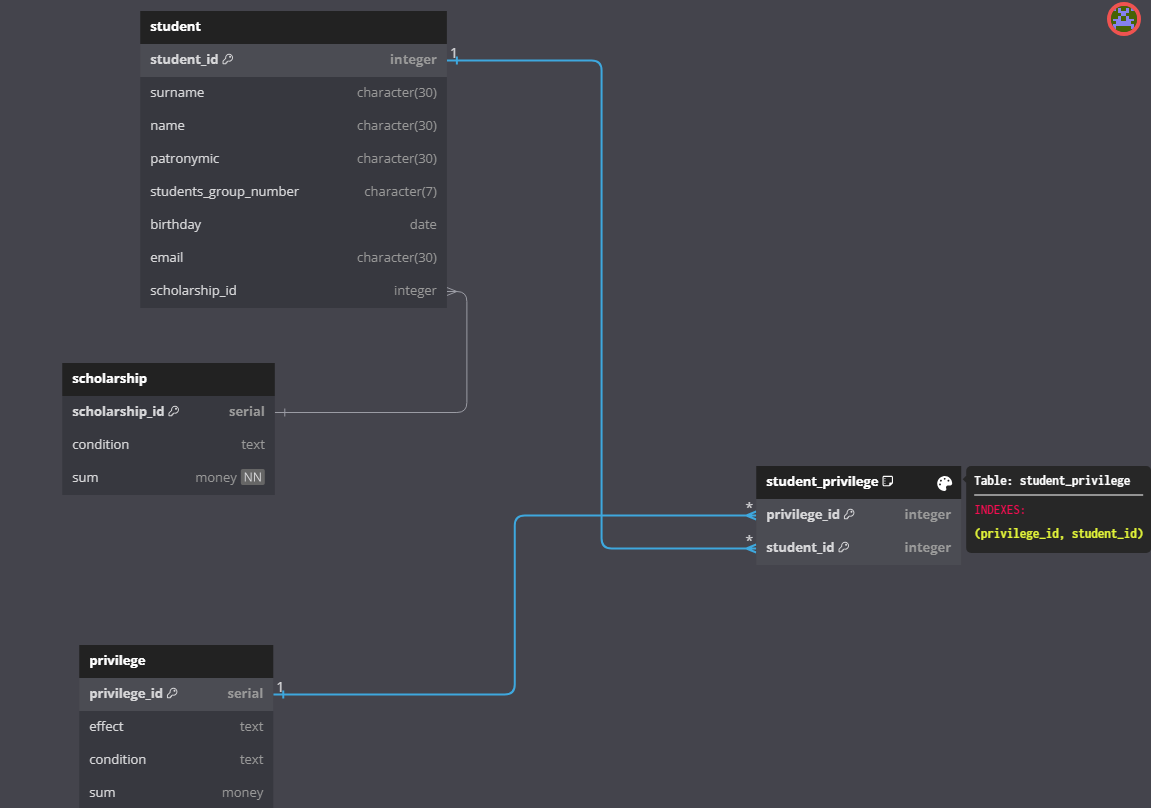 student
student_id integer
surname character(30)
name character(30)
patronymic character(30)
students_group_number character(7)
birthday date
email character(30)
scholarship_id integer
1
scholarship
scholarship_id serial
condition text
sum money NN
student_privilege
* privilege_id integer
* student_id integer
Table: student_privilege
INDEXES:
(privilege_id, student_id)
privilege
privilege_id serial 1
effect text
condition text
sum money